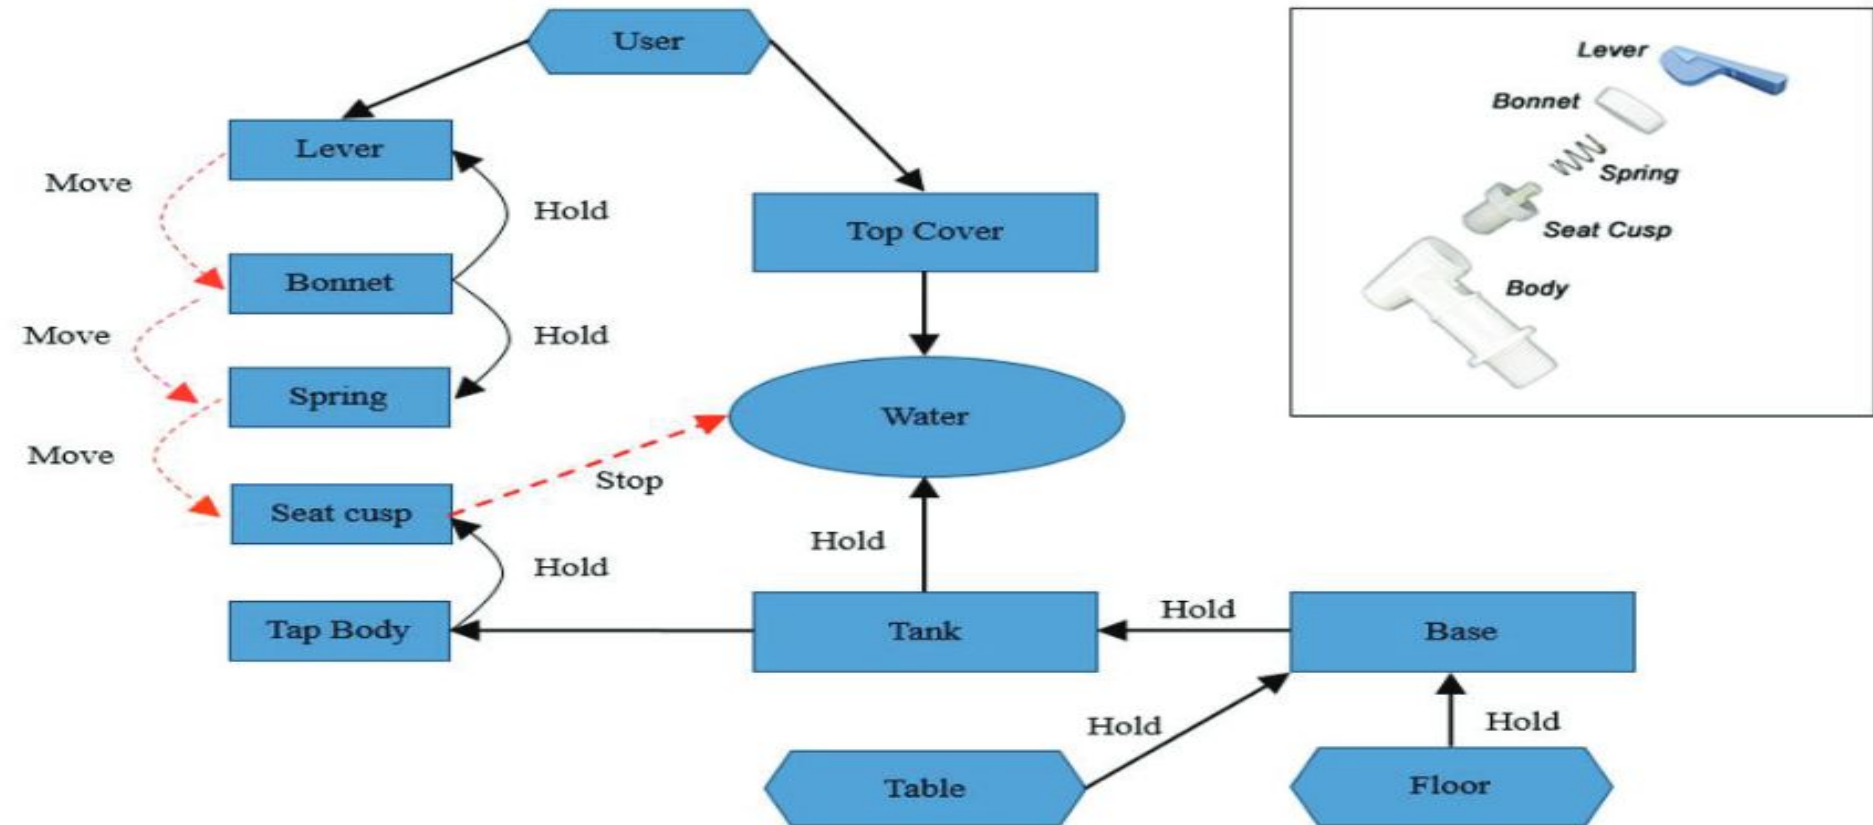 User
Lever
Move
Hold
Bonnet
Top Cover
Move
Hold
Spring
Water
Move
Stop
Seat cusp
Hold
Hold
Tap Body
Tank
Hold
Base
Hold
Hold
Table
Floor
Lever
Bonnet
Spring
Seat Cusp
Body